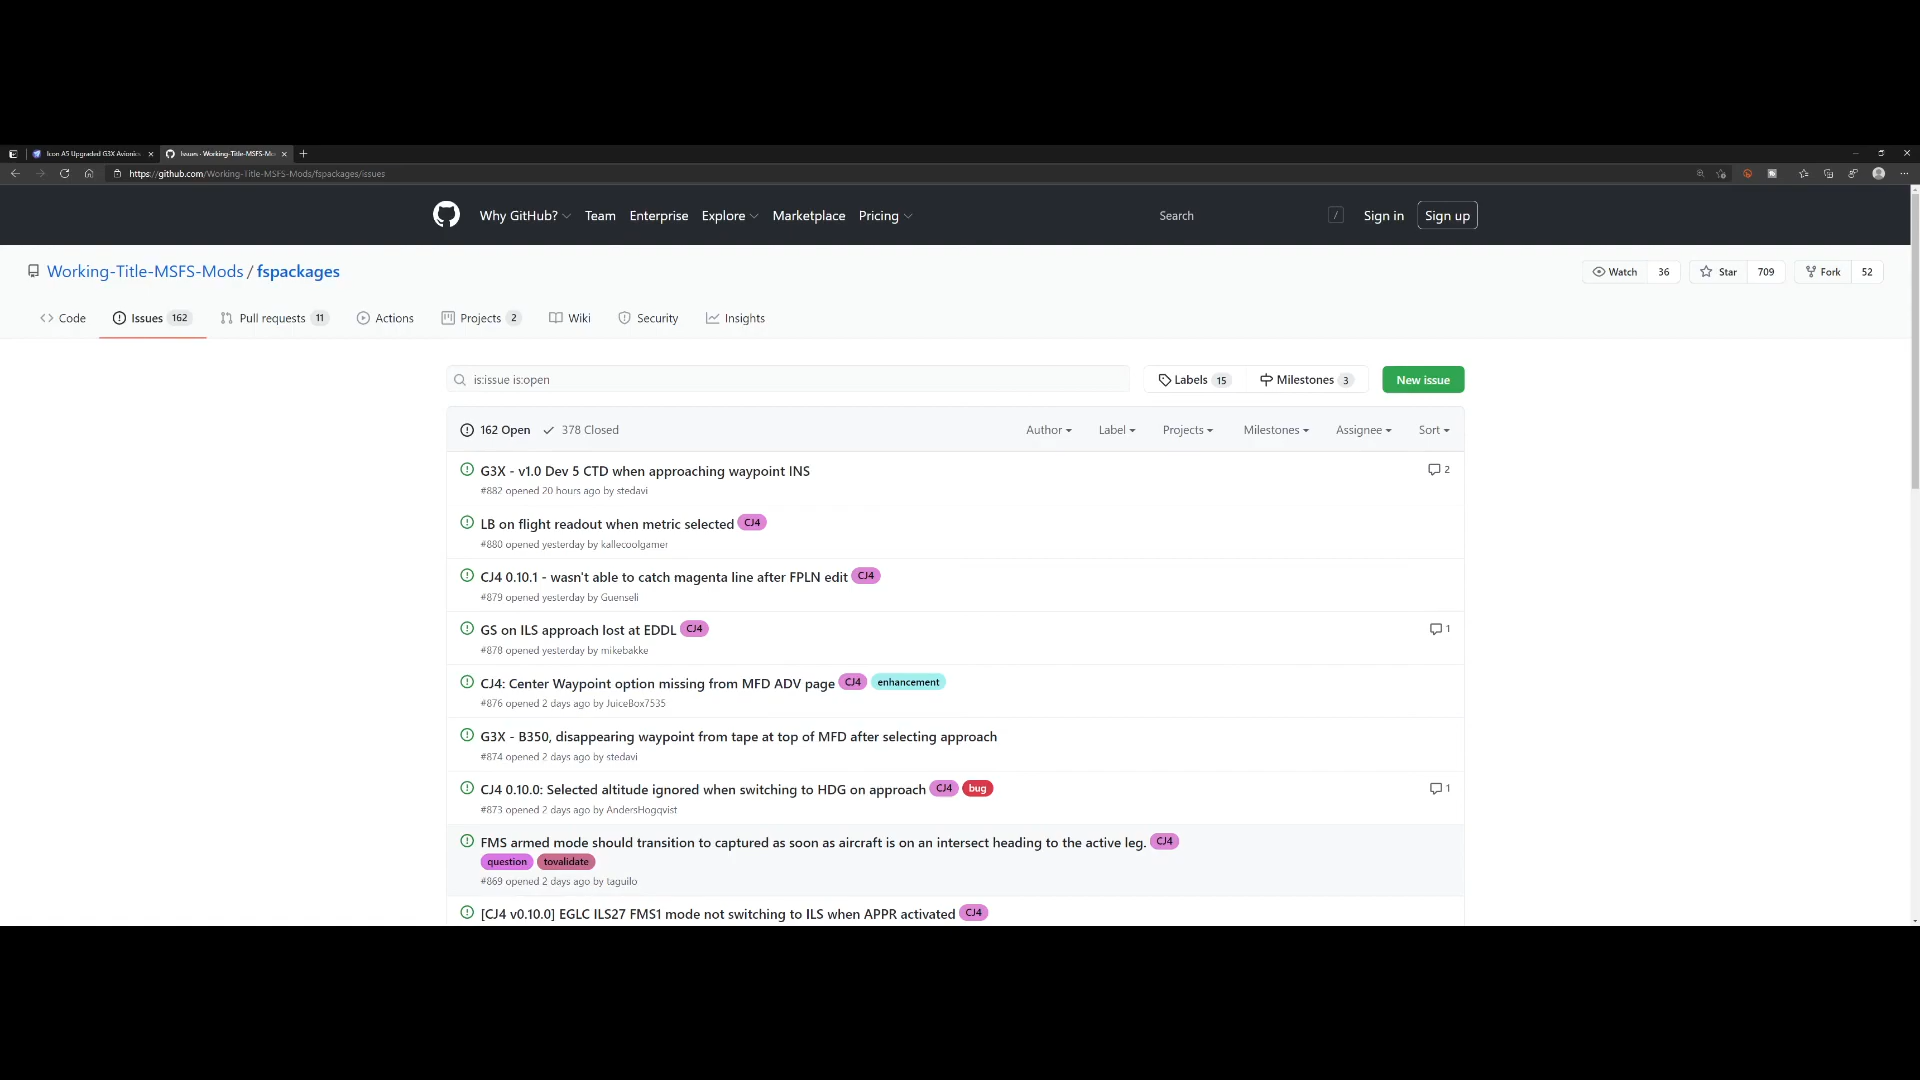 Icon A5 Upgraded G3X Avionics
Issues · Working-Title-MSFS-Mo
https://github.com/Working-Title-MSFS-Mods/fspackages/issues
Why GitHub? Team Enterprise Explore Marketplace Pricing Search / Sign in Sign up
Working-Title-MSFS-Mods / fspackages Watch 36 Star 709 Fork 52
Code Issues 162 Pull requests 11 Actions Projects 2 Wiki Security Insights
is:issue is:open Labels 15 Milestones 3 New issue
162 Open 378 Closed Author Label Projects Milestones Assignee Sort
G3X - v1.0 Dev 5 CTD when approaching waypoint INS 2
#882 opened 20 hours ago by stedavi
LB on flight readout when metric selected CJ4
#880 opened yesterday by kallecoolgamer
CJ4 0.10.1 - wasn't able to catch magenta line after FPLN edit CJ4
#879 opened yesterday by Guenseli
GS on ILS approach lost at EDDL CJ4 1
#878 opened yesterday by mikebakke
CJ4: Center Waypoint option missing from MFD ADV page CJ4 enhancement
#876 opened 2 days ago by JuiceBox7535
G3X - B350, disappearing waypoint from tape at top of MFD after selecting approach
#874 opened 2 days ago by stedavi
CJ4 0.10.0: Selected altitude ignored when switching to HDG on approach CJ4 bug 1
#873 opened 2 days ago by AndersHogqvist
FMS armed mode should transition to captured as soon as aircraft is on an intersect heading to the active leg. CJ4
question tovalidate
#869 opened 2 days ago by taguilo
[CJ4 v0.10.0] EGLC ILS27 FMS1 mode not switching to ILS when APPR activated CJ4